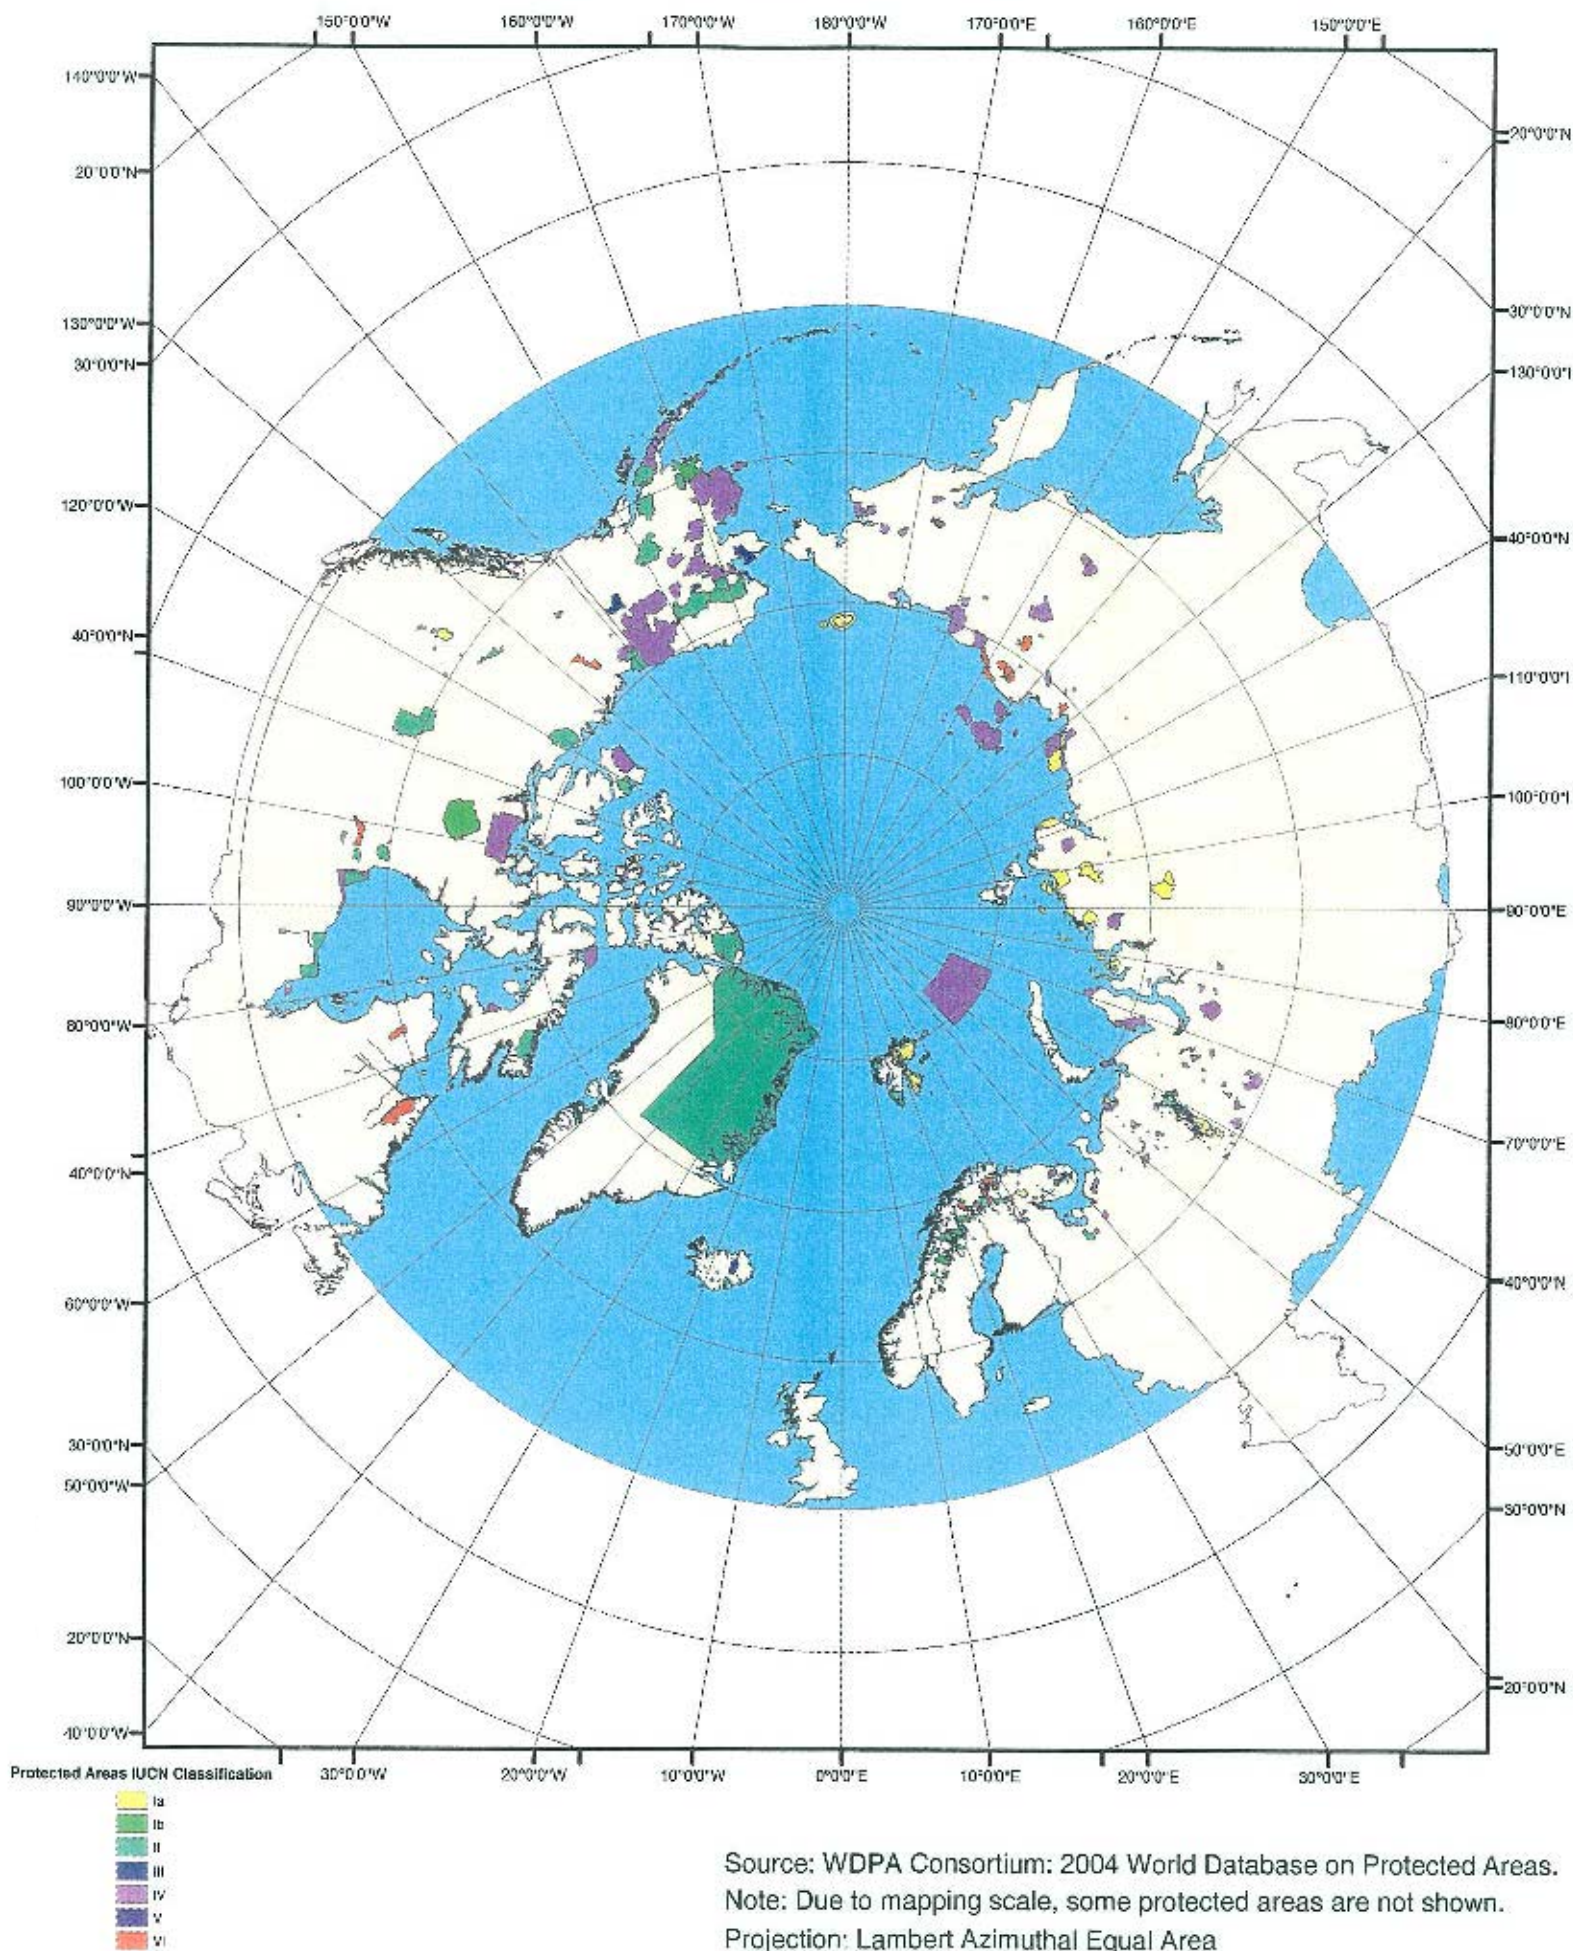 150°0'0"W 160°0'0"W 170°0'0"W 180°0'0"W 170°0'0"E 160°0'0"E 150°0'0"E
140°0'0"W
20°0'0"N
20°0'0"N
130°0'0"W
30°0'0"N
30°0'0"N
130°0'0"
120°0'0"W
40°0'0"N
40°0'0"N
110°0'0"
100°0'0"W
100°0'0"
90°0'0"W
90°0'0"E
80°0'0"W
80°0'0"E
70°0'0"E
40°0'0"N
40°0'0"N
60°0'0"W
30°0'0"N
50°0'0"E
50°0'0"W
30°0'0"N
20°0'0"N
20°0'0"N
40°0'0"W
30°0'0"W 20°0'0"W 10°0'0"W 0°0'0"E 10°0'0"E 20°0'0"E 30°0'0"E
Protected Areas IUCN Classification
Ia
Ib
II
III
IV
V
VI
Source: WDPA Consortium: 2004 World Database on Protected Areas.
Note: Due to mapping scale, some protected areas are not shown.
Projection: Lambert Azimuthal Equal Area